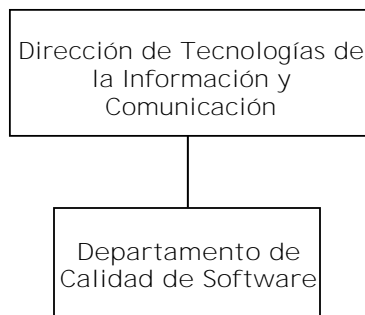 Dirección de Tecnologías de
la Información y
Comunicación
Departamento de
Calidad de Software